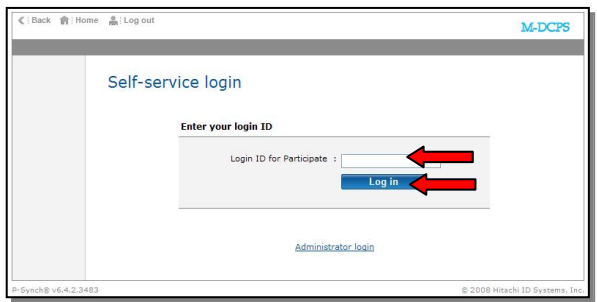 Back Home Log out
M-DCPS
Self-service login
Enter your login ID
Login ID for Participate :
Log in
Administrator login
P-Synch® v6.4.2.3483 © 2008 Hitachi ID Systems, Inc.